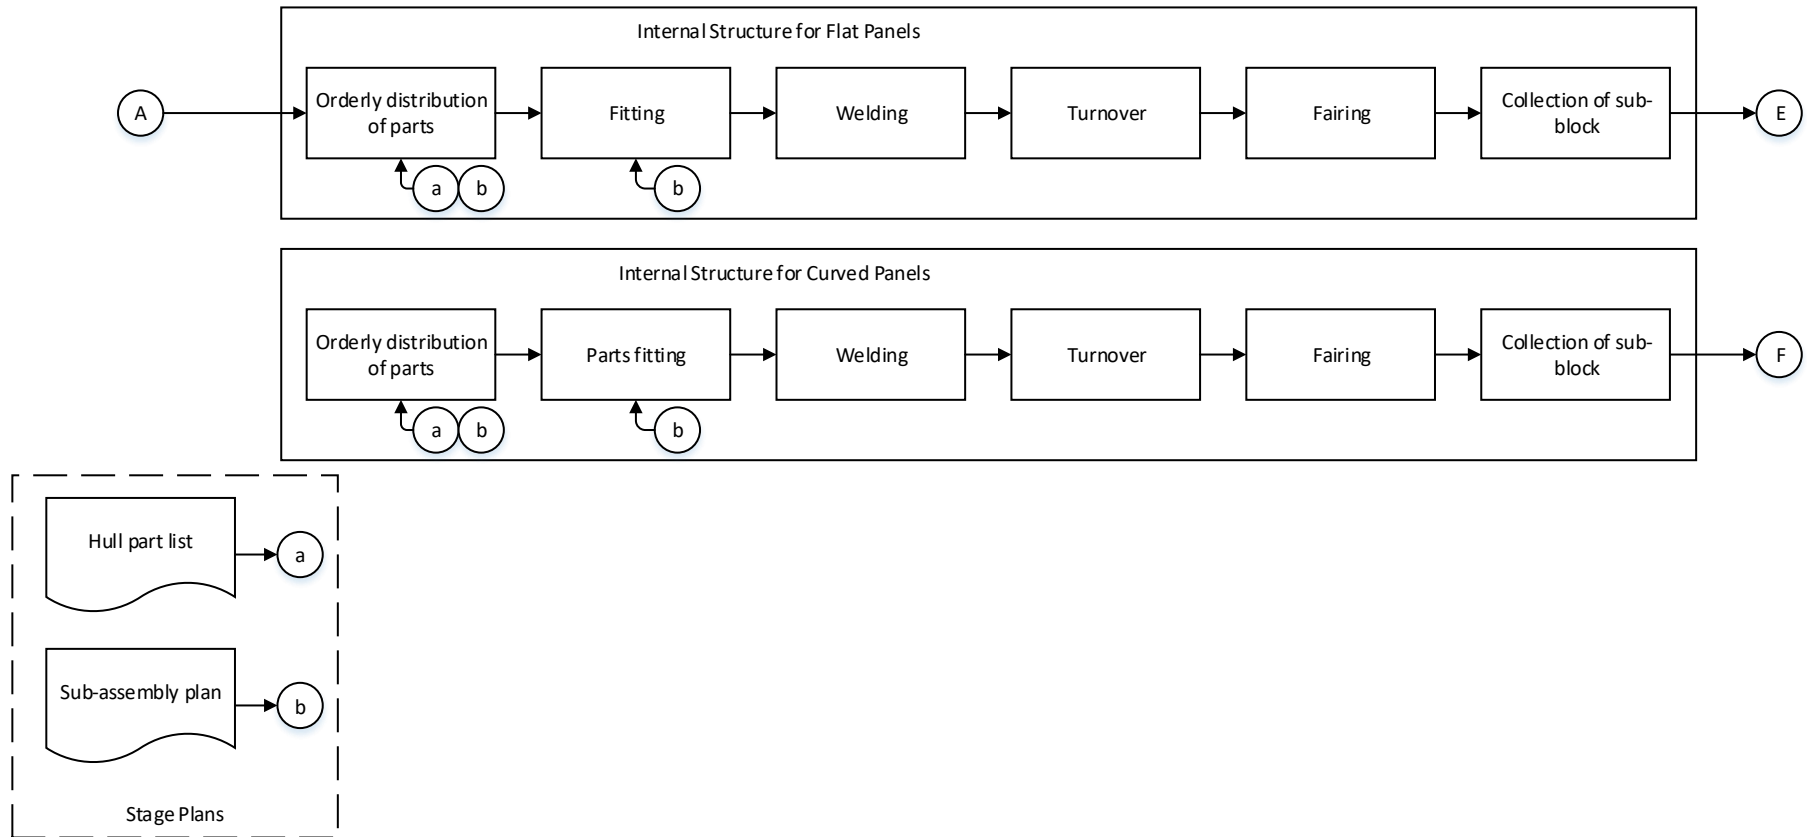 Internal Structure for Flat Panels
A
Orderly distribution
of parts
Fitting
Welding
Turnover
Fairing
Collection of sub-
block
E
a
b
b
Internal Structure for Curved Panels
Orderly distribution
of parts
Parts fitting
Welding
Turnover
Fairing
Collection of sub-
block
F
a
b
b
Hull part list
a
Sub-assembly plan
b
Stage Plans